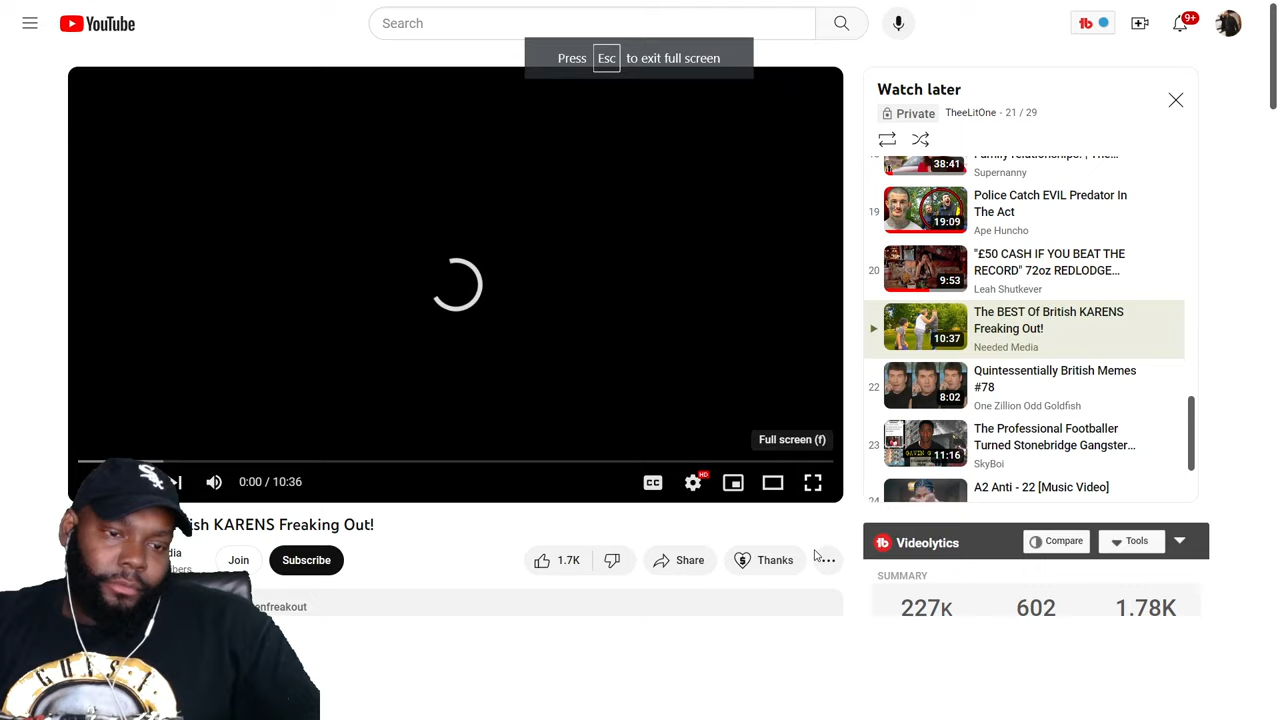 YouTube
Search
9+
Press Esc to exit full screen
Full screen (f)
0:00 / 10:36
HD
ish KARENS Freaking Out!
Join
Subscribe
1.7K
Share
Thanks
enfreakout
Watch later
Private
TheeLitOne - 21 / 29
38:41
Supernanny
19
19:09
Police Catch EVIL Predator In
The Act
Ape Huncho
20
9:53
"£50 CASH IF YOU BEAT THE
RECORD" 72oz REDLODGE...
Leah Shutkever
10:37
The BEST Of British KARENS
Freaking Out!
Needed Media
22
8:02
Quintessentially British Memes
#78
One Zillion Odd Goldfish
23
11:16
The Professional Footballer
Turned Stonebridge Gangster...
SkyBoi
A2 Anti - 22 [Music Video]
tb Videolytics
Compare
Tools
SUMMARY
227K
602
1.78K